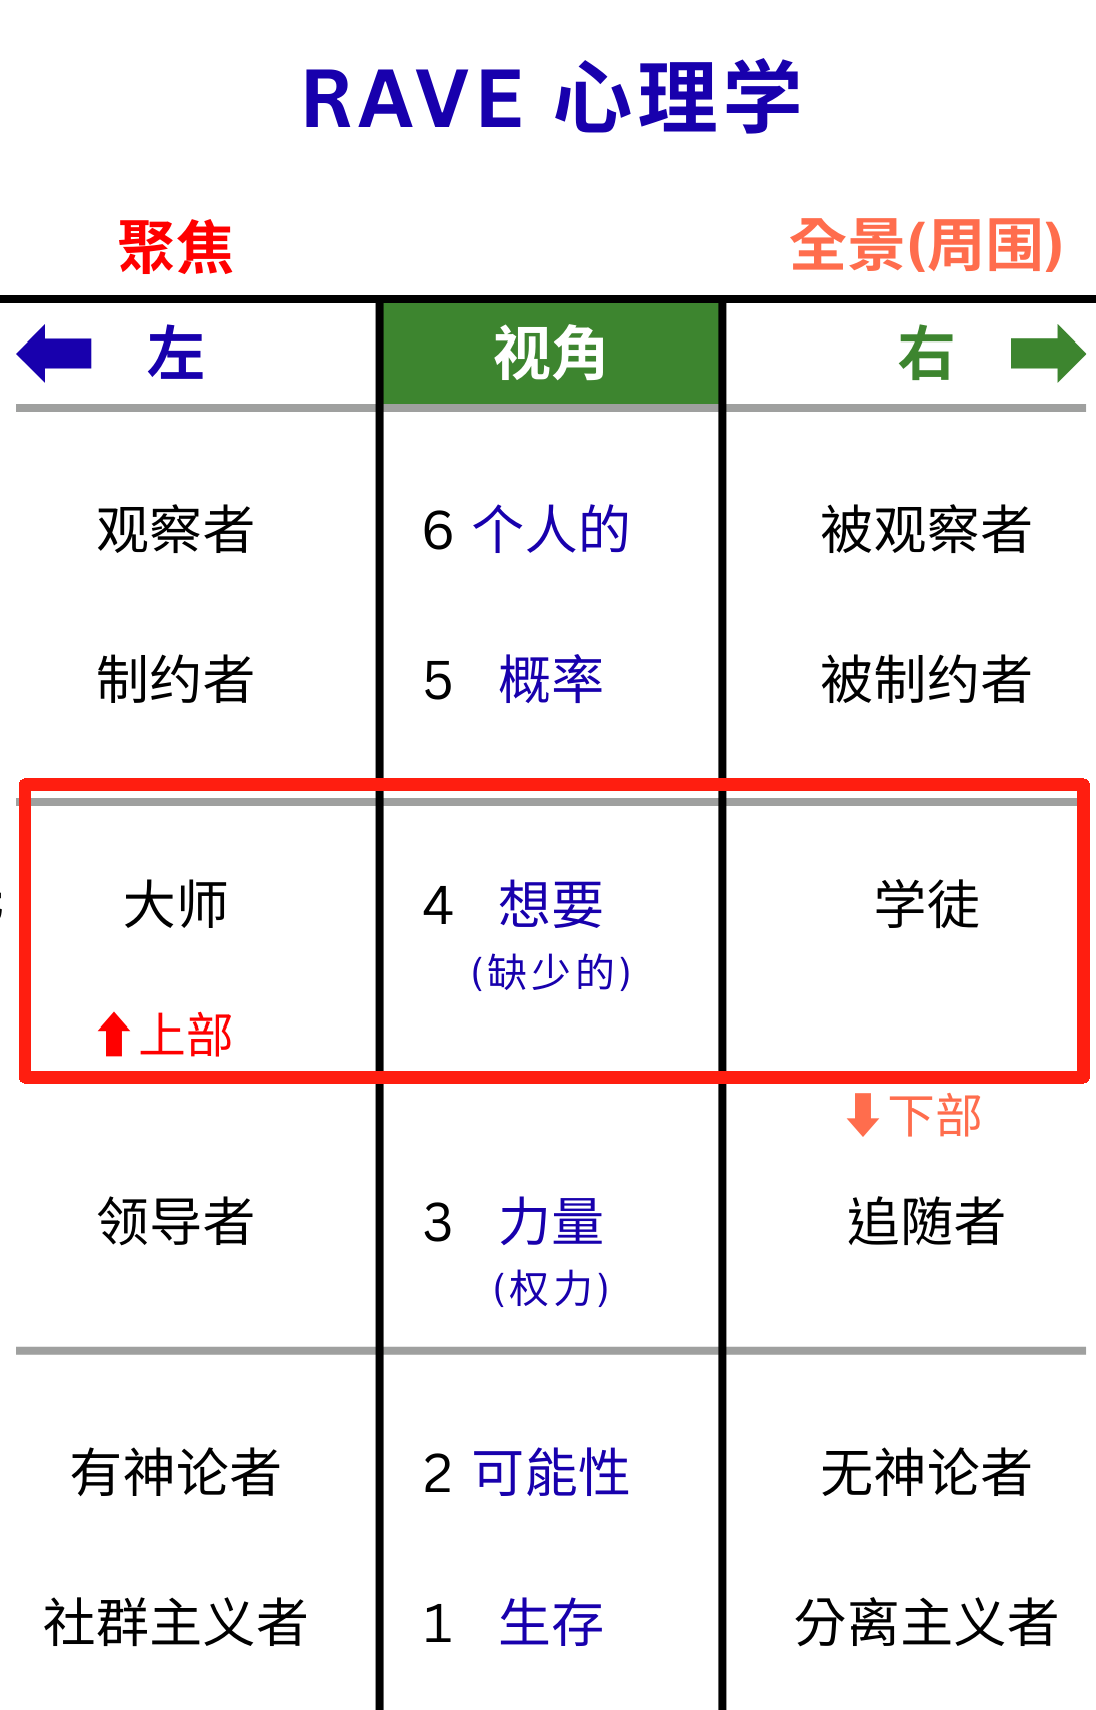 RAVE 心理学
聚焦 全景(周围)
左 视角 右
观察者 6 个人的 被观察者
制约者 5 概率 被制约者
大师 4 想要 学徒
(缺少的)
上部
下部
领导者 3 力量 追随者
(权力)
有神论者 2 可能性 无神论者
社群主义者 1 生存 分离主义者